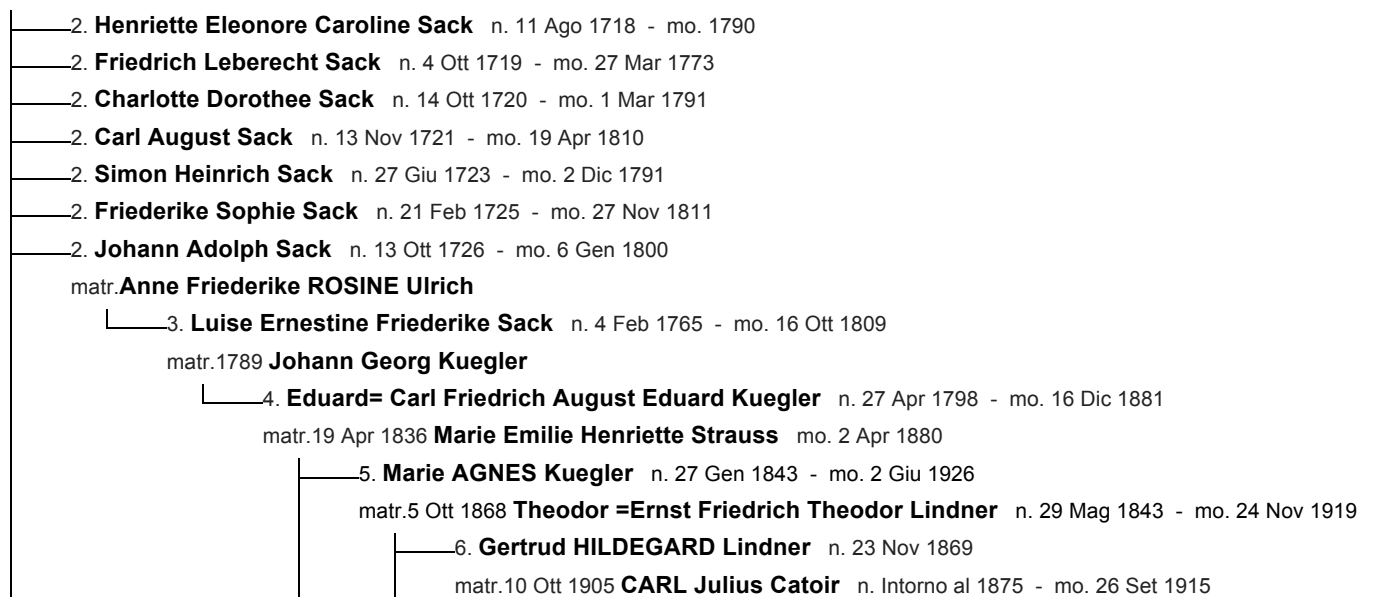 2. Henriette Eleonore Caroline Sack n. 11 Ago 1718 - mo. 1790
2. Friedrich Leberecht Sack n. 4 Ott 1719 - mo. 27 Mar 1773
2. Charlotte Dorothee Sack n. 14 Ott 1720 - mo. 1 Mar 1791
2. Carl August Sack n. 13 Nov 1721 - mo. 19 Apr 1810
2. Simon Heinrich Sack n. 27 Giu 1723 - mo. 2 Dic 1791
2. Friederike Sophie Sack n. 21 Feb 1725 - mo. 27 Nov 1811
2. Johann Adolph Sack n. 13 Ott 1726 - mo. 6 Gen 1800
matr.Anne Friederike ROSINE Ulrich
3. Luise Ernestine Friederike Sack n. 4 Feb 1765 - mo. 16 Ott 1809
matr.1789 Johann Georg Kuegler
4. Eduard= Carl Friedrich August Eduard Kuegler n. 27 Apr 1798 - mo. 16 Dic 1881
matr.19 Apr 1836 Marie Emilie Henriette Strauss mo. 2 Apr 1880
5. Marie AGNES Kuegler n. 27 Gen 1843 - mo. 2 Giu 1926
matr.5 Ott 1868 Theodor =Ernst Friedrich Theodor Lindner n. 29 Mag 1843 - mo. 24 Nov 1919
6. Gertrud HILDEGARD Lindner n. 23 Nov 1869
matr.10 Ott 1905 CARL Julius Catoir n. Intorno al 1875 - mo. 26 Set 1915